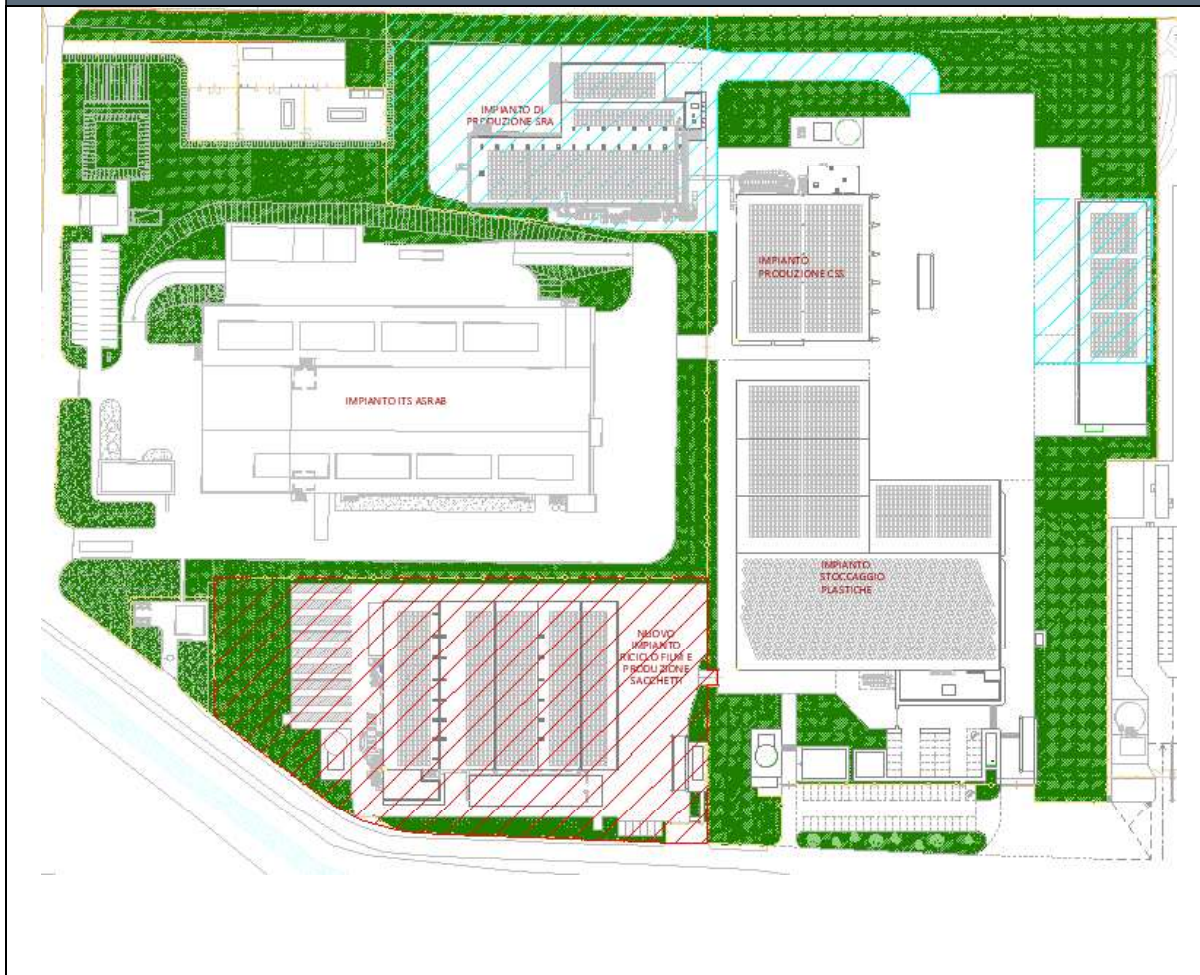 IMPIANTO DI
PRODUZIONE SRA
IMPIANTO
PRODUZIONE CSS
IMPIANTO ITS ASRAB
IMPIANTO
STOCCAGGIO
PLASTICHE
NUOVO
IMPIANTO
RICICLO FILM E
PRODUZIONE
SACCHETTI